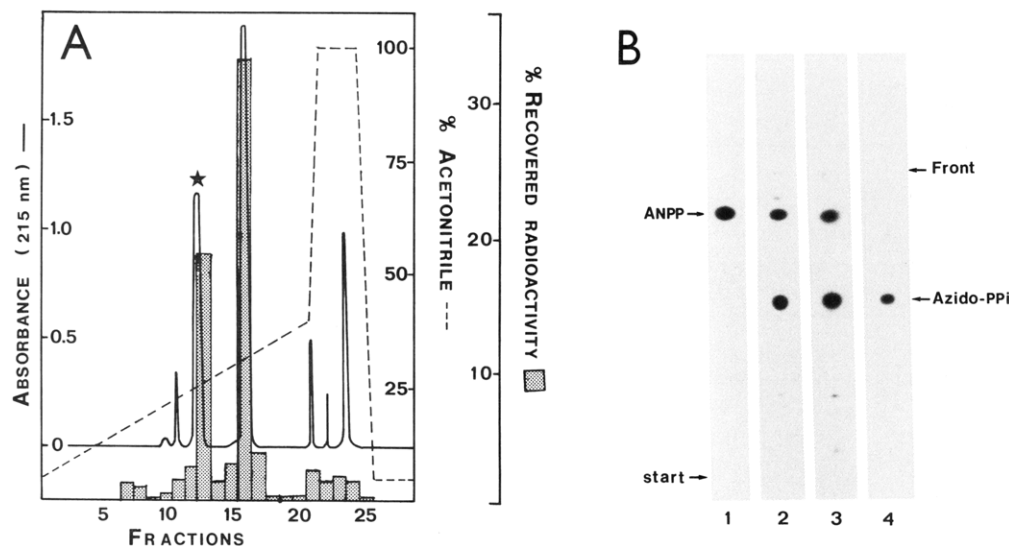 A
ABSORBANCE (215 nm) —
1.5
1.0
0.5
0
100
75
50
25
% ACETONITRILE ---
30
20
10
% RECOVERED RADIOACTIVITY
5 10 15 20 25
FRACTIONS
B
Front
ANPP
Azido-PPi
start
1 2 3 4